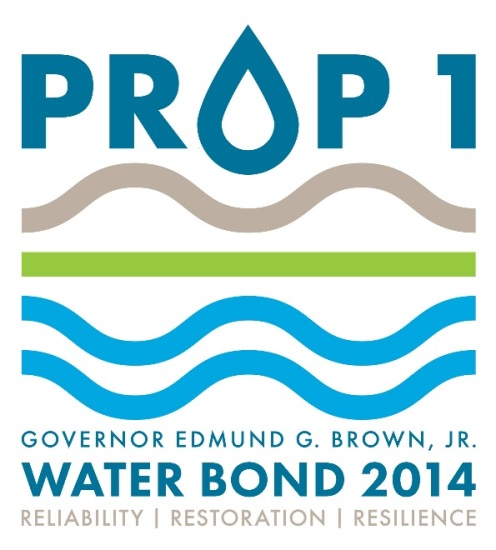 PROP 1
GOVERNOR EDMUND G. BROWN, JR.
WATER BOND 2014
RELIABILITY | RESTORATION | RESILIENCE